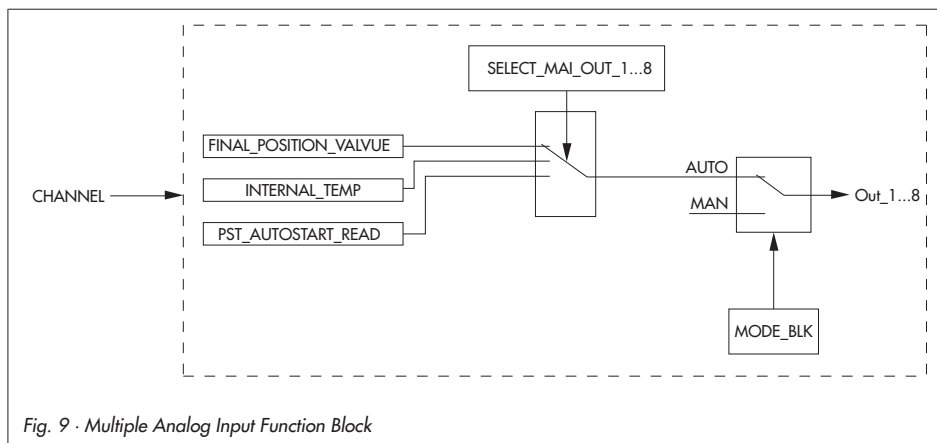 SELECT_MAI_OUT_1...8
FINAL_POSITION_VALVUE
INTERNAL_TEMP
PST_AUTOSTART_READ
CHANNEL
AUTO
MAN
Out_1...8
MODE_BLK
Fig. 9 · Multiple Analog Input Function Block